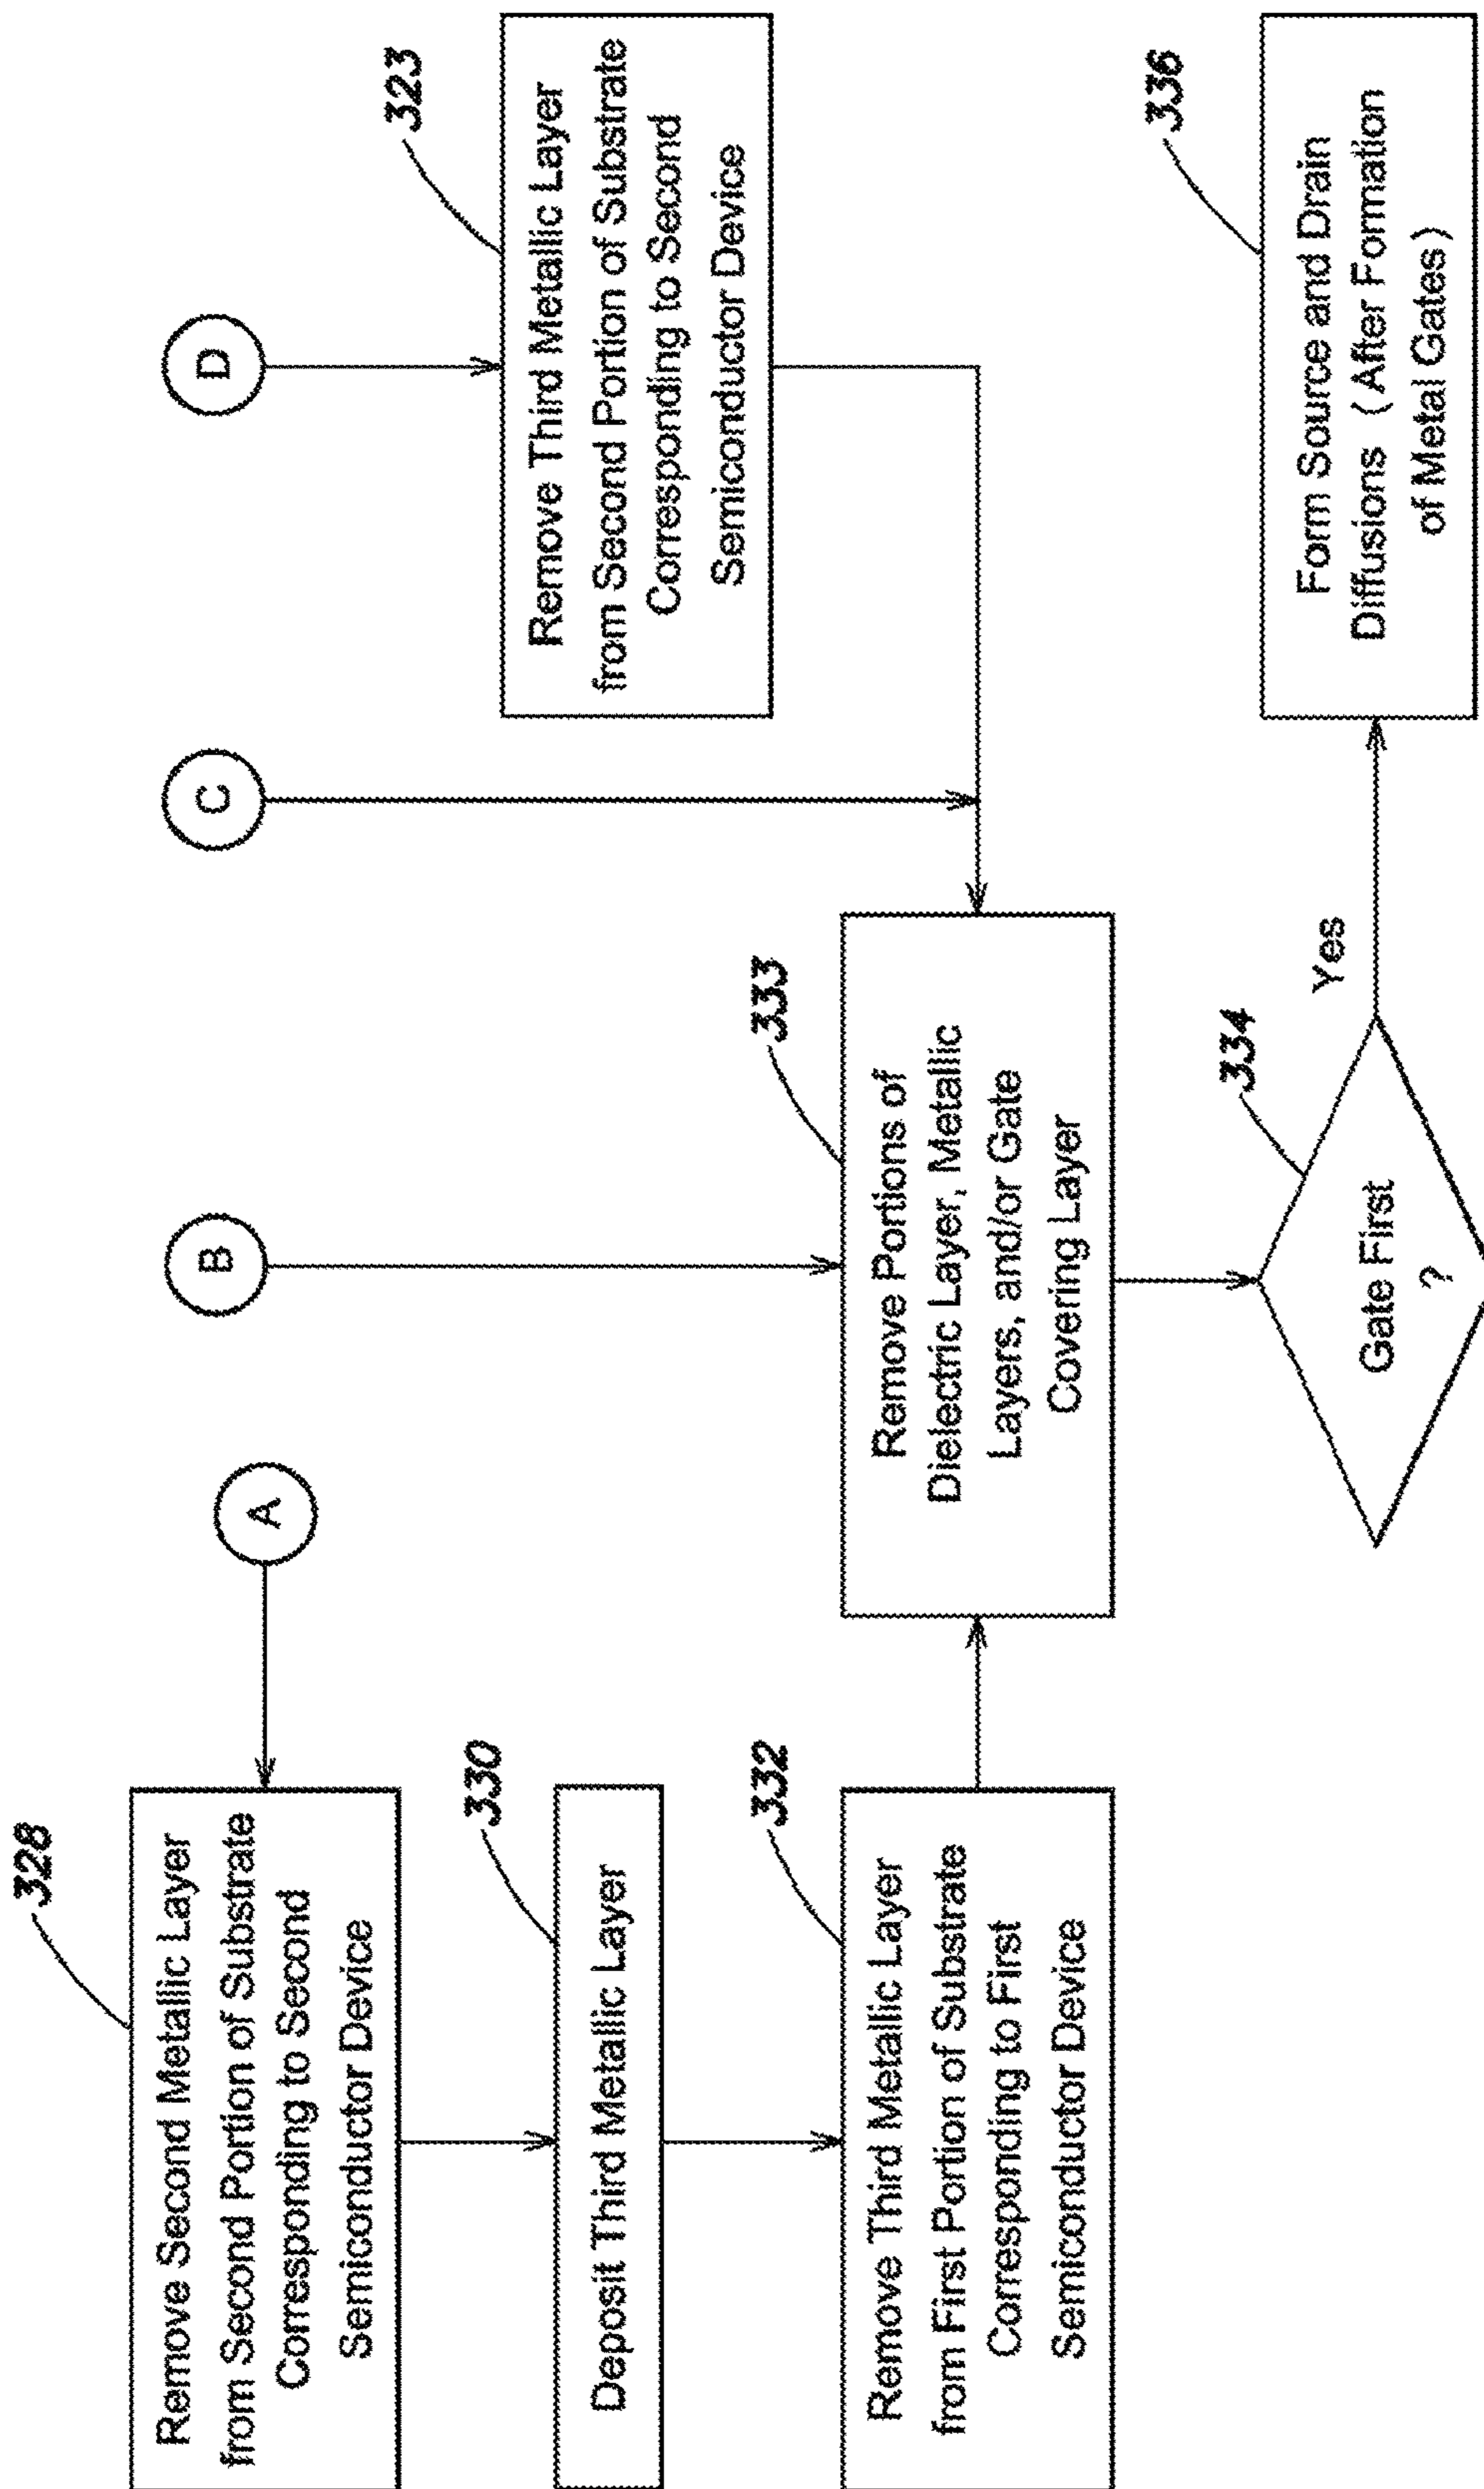 328
Remove Second Metallic Layer
from Second Portion of Substrate
Corresponding to Second
Semiconductor Device
A
B
C
D
330
Deposit Third Metallic Layer
323
Remove Third Metallic Layer
from Second Portion of Substrate
Corresponding to Second
Semiconductor Device
332
Remove Third Metallic Layer
from First Portion of Substrate
Corresponding to First
Semiconductor Device
333
Remove Portions of
Dielectric Layer, Metallic
Layers, and/or Gate
Covering Layer
334
Gate First
?
Yes
336
Form Source and Drain
Diffusions (After Formation
of Metal Gates)